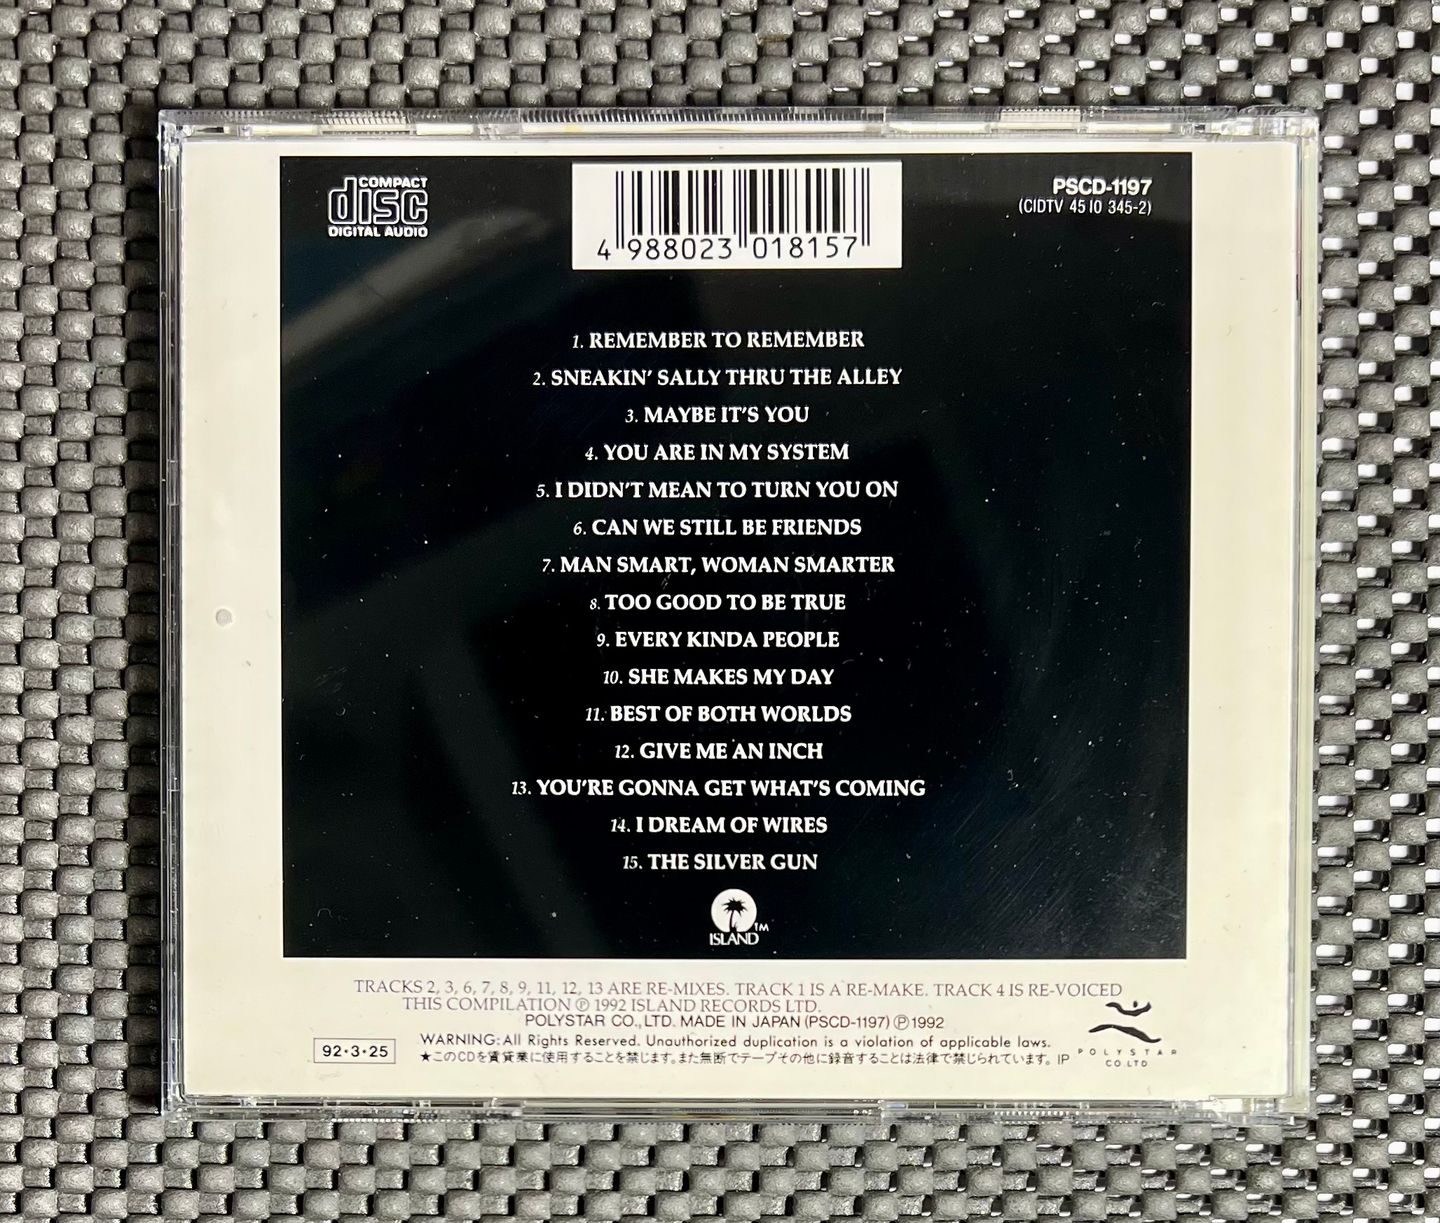 COMPACT
disc
DIGITAL AUDIO
4 988023 018157
PSCD-1197
(CIDTV 4510 345-2)
1. REMEMBER TO REMEMBER
2. SNEAKIN' SALLY THRU THE ALLEY
3. MAYBE IT'S YOU
4. YOU ARE IN MY SYSTEM
5. I DIDN'T MEAN TO TURN YOU ON
6. CAN WE STILL BE FRIENDS
7. MAN SMART, WOMAN SMARTER
8. TOO GOOD TO BE TRUE
9. EVERY KINDA PEOPLE
10. SHE MAKES MY DAY
11. BEST OF BOTH WORLDS
12. GIVE ME AN INCH
13. YOU'RE GONNA GET WHAT'S COMING
14. I DREAM OF WIRES
15. THE SILVER GUN
ISLAND TM
TRACKS 2, 3, 6, 7, 8, 9, 11, 12, 13 ARE RE-MIXES. TRACK 1 IS A RE-MAKE. TRACK 4 IS RE-VOICED
THIS COMPILATION ℗ 1992 ISLAND RECORDS LTD.
POLYSTAR CO., LTD. MADE IN JAPAN (PSCD-1197) ℗ 1992
92・3・25
WARNING: All Rights Reserved. Unauthorized duplication is a violation of applicable laws.
★このCDを賃貸業に使用することを禁じます。また無断でテープその他に録音することは法律で禁じられています。 IP
POLYSTAR
CO. LTD